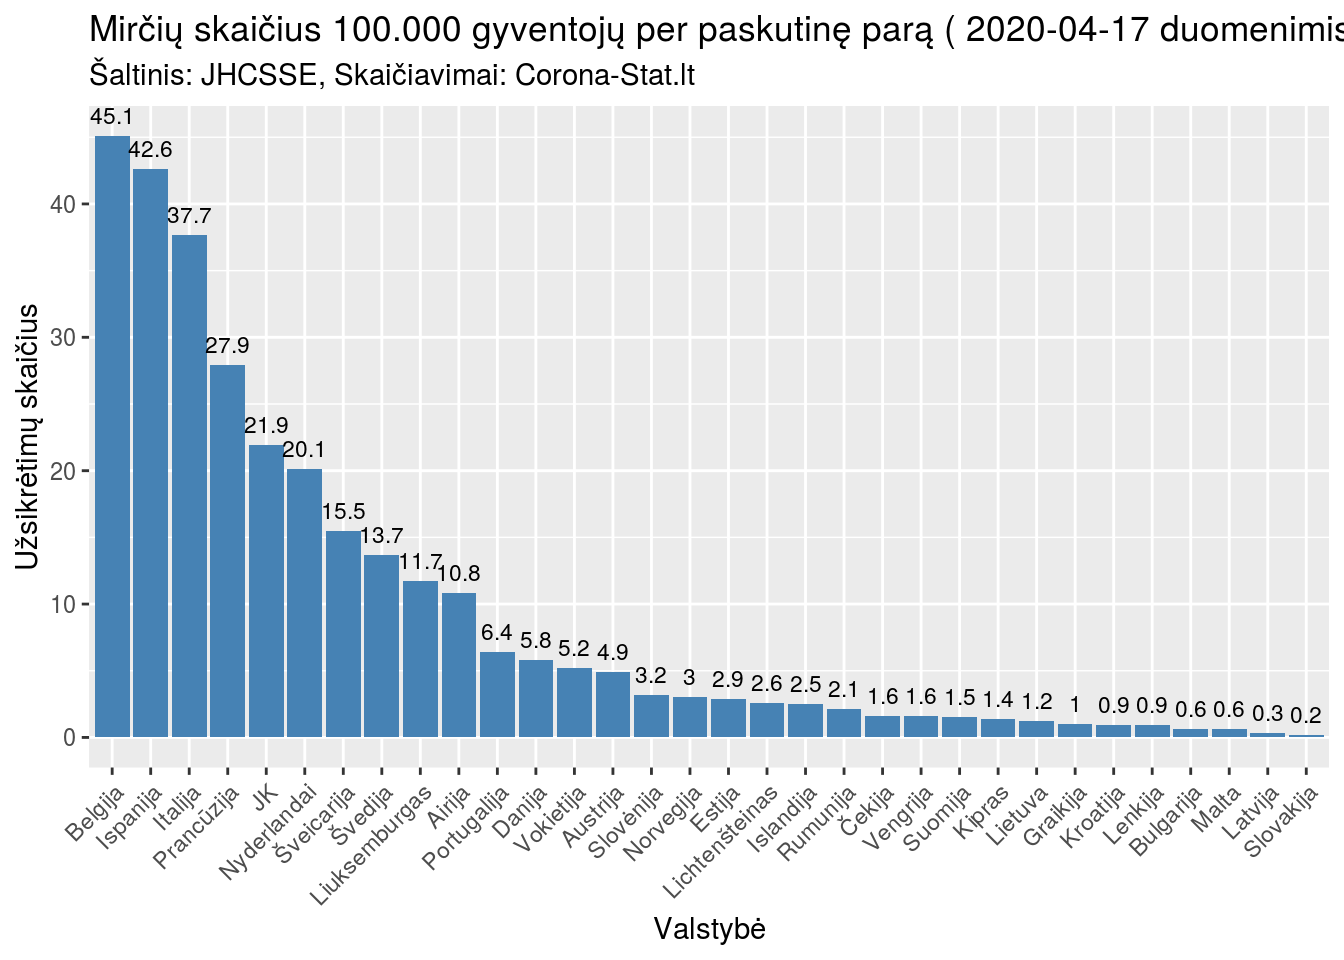 Mirčių skaičius 100.000 gyventojų per paskutinę parą ( 2020-04-17 duomenimis
Šaltinis: JHCSSE, Skaičiavimai: Corona-Stat.lt
45.1
42.6
37.7
27.9
21.9
20.1
15.5
13.7
11.7
10.8
6.4
5.8
5.2
4.9
3.2
3
2.9
2.6
2.5
2.1
1.6
1.6
1.5
1.4
1.2
1
0.9
0.9
0.6
0.6
0.3
0.2
40
30
20
10
0
Užsikrėtimų skaičius
Belgija
Ispanija
Italija
Prancūzija
JK
Nyderlandai
Šveicarija
Švedija
Liuksemburgas
Airija
Portugalija
Danija
Vokietija
Austrija
Slovėnija
Norvegija
Estija
Lichtenšteinas
Islandija
Rumunija
Čekija
Vengrija
Suomija
Kipras
Lietuva
Graikija
Kroatija
Lenkija
Bulgarija
Malta
Latvija
Slovakija
Valstybė